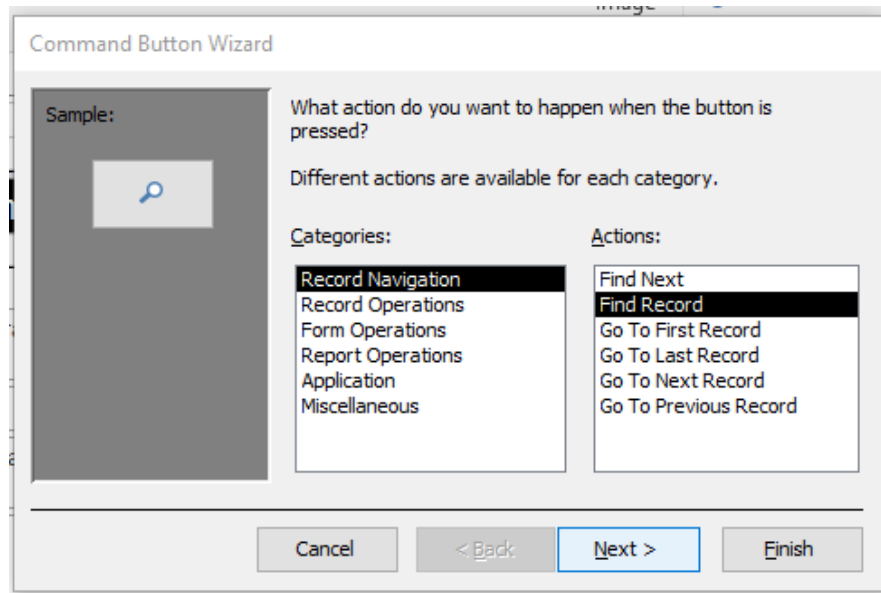 Command Button Wizard
Sample:
What action do you want to happen when the button is
pressed?
Different actions are available for each category.
Categories:
Actions:
Record Navigation
Record Operations
Form Operations
Report Operations
Application
Miscellaneous
Find Next
Find Record
Go To First Record
Go To Last Record
Go To Next Record
Go To Previous Record
Cancel
< Back
Next >
Finish